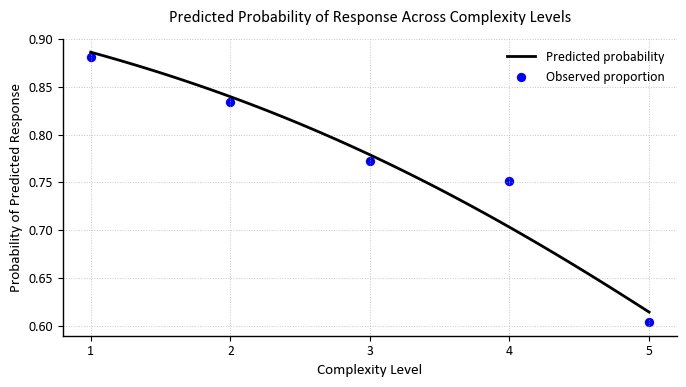 Predicted Probability of Response Across Complexity Levels
0.90
0.85
0.80
0.75
0.70
0.65
0.60
Probability of Predicted Response
Predicted probability
Observed proportion
1 2 3 4 5
Complexity Level